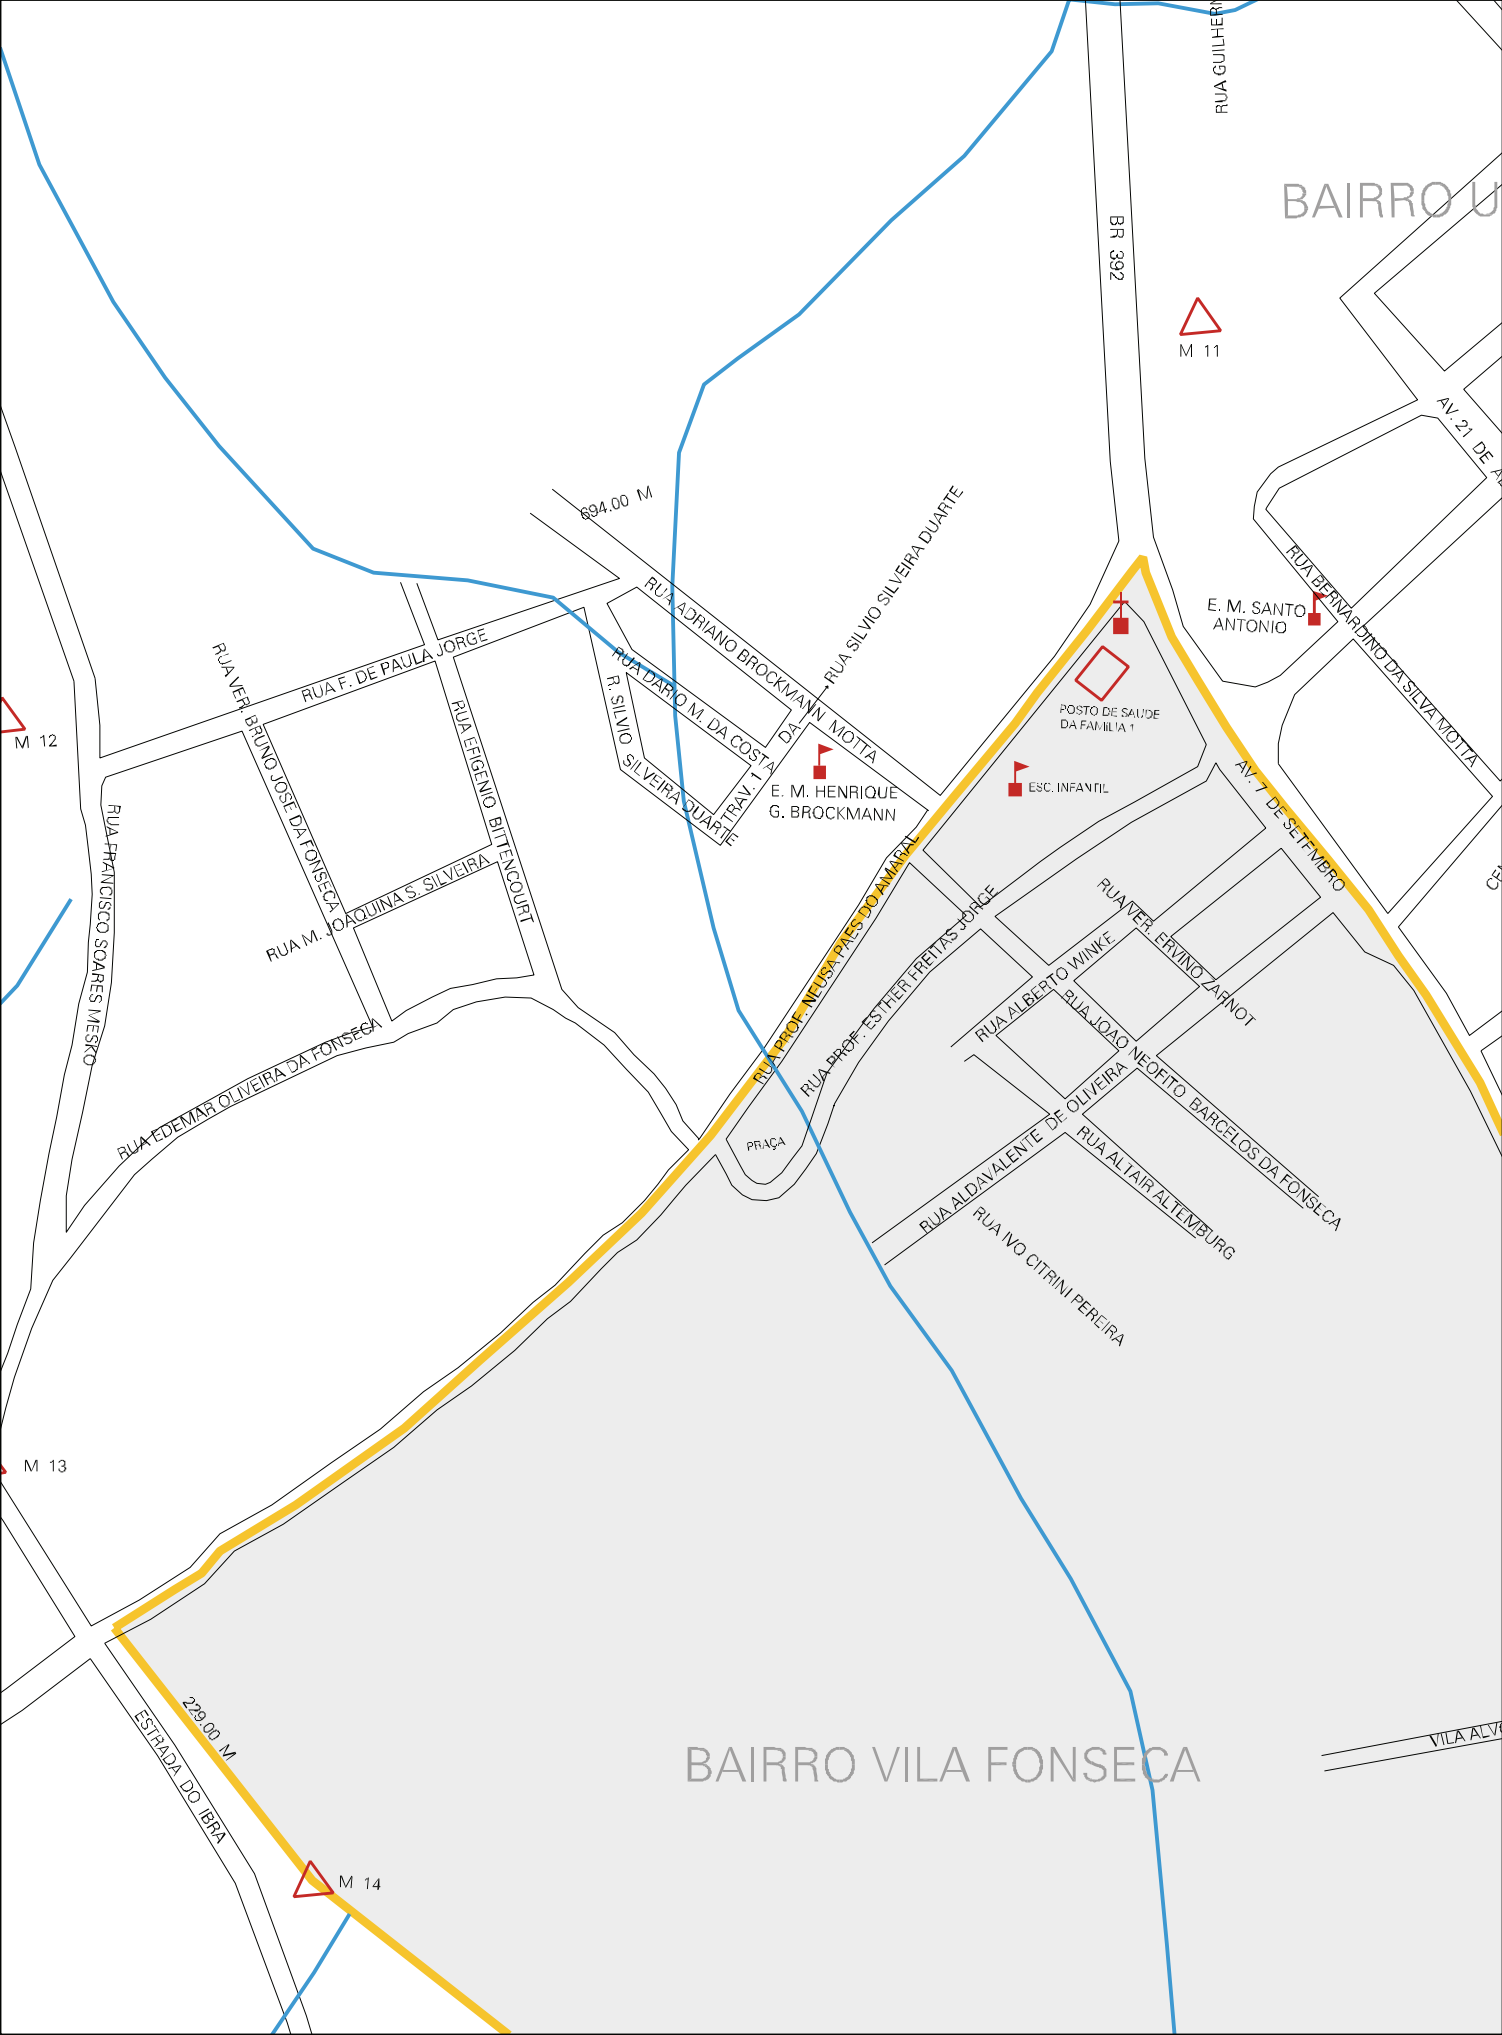 RUA GUILHER
BAIRRO U
BR 392
M 11
AV. 21 DE
694.00 M
RUA SILVIO SILVEIRA DUARTE
RUA BERNARDINO DA SILVA MOTTA
E. M. SANTO
ANTONIO
RUA ADRIANO BROCKMANN MOTTA
RUA F. DE PAULA JORGE
RUA VER. BRUNO JOSE DA FONSECA
RUA DARIO M. DA COSTA
R. SILVIO
SILVEIRA DUARTE
TRAV. 1 DA
RUA EFIGENIO BITTENCOURT
M 12
POSTO DE SAUDE
DA FAMILIA 1
E. M. HENRIQUE
G. BROCKMANN
ESC. INFANTIL
AV. 7 DE SETEMBRO
RUA FRANCISCO SOARES MESKO
RUA M. JOAQUINA S. SILVEIRA
RUA PROF. NEUSA PAES DO AMARAL
RUA PROF. ESTHER FREITAS JORGE
RUA VER. ERVINO ZARNOT
CE
RUA ALBERTO WINKE
RUA JOAO NEOFITO BARCELOS DA FONSECA
RUA EDEMAR OLIVEIRA DA FONSECA
PRAÇA
RUA ALDAVALENTE DE OLIVEIRA
RUA ALTAIR ALTEMBURG
RUA IVO CITRINI PEREIRA
M 13
229.00 M
ESTRADA DO IBRA
BAIRRO VILA FONSECA
VILA ALV
M 14